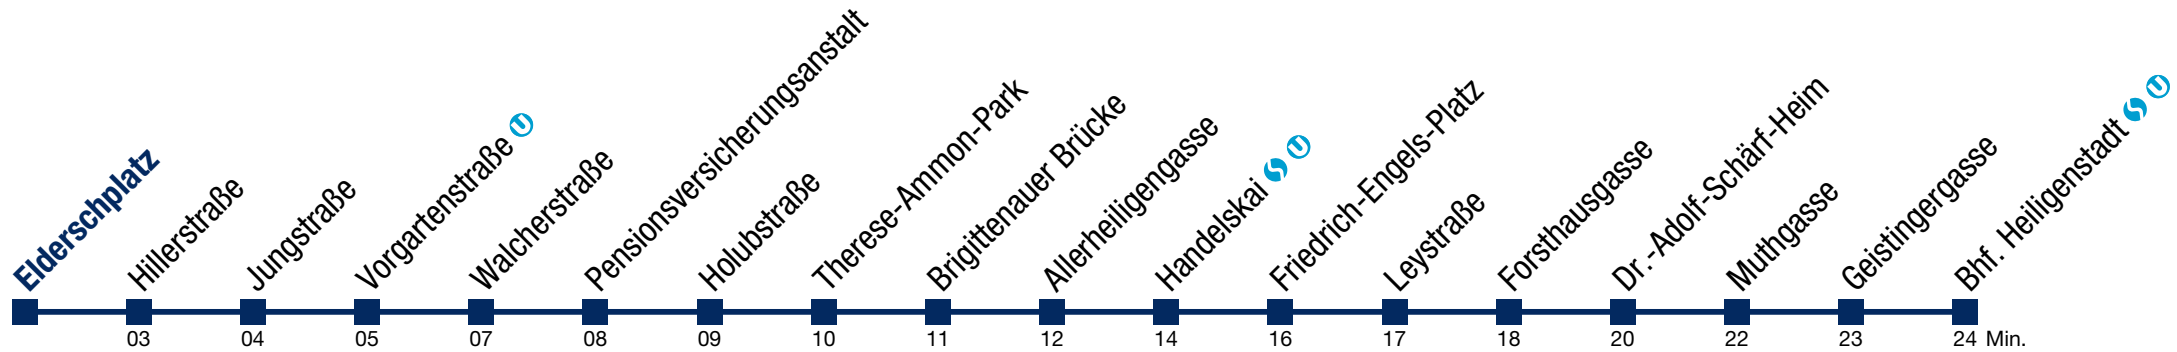 Elderschplatz
Hillerstraße
Jungstraße
Vorgartenstraße U
Walcherstraße
Pensionsversicherungsanstalt
Holubstraße
Therese-Ammon-Park
Brigittenauer Brücke
Allerheiligengasse
Handelskai S U
Friedrich-Engels-Platz
Leystraße
Forsthausgasse
Dr.-Adolf-Schärf-Heim
Muthgasse
Geistingergasse
Bhf. Heiligenstadt S U
03 04 05 07 08 09 10 11 12 14 16 17 18 20 22 23 24 Min.